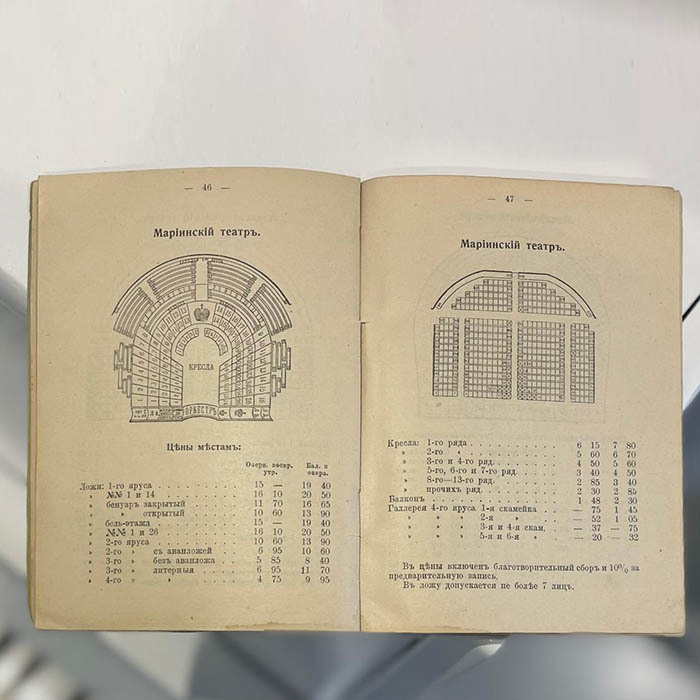 — 46 —
Маріинскій театръ.
КРЕСЛА
ОРКЕСТРЪ
Цѣны мѣстамъ:
Оперн. воскр. утр. Бал. и опера.
Ложи: 1-го яруса 15 — 19 40
» №№ 1 и 14 16 10 20 50
» бенуаръ закрытый 11 70 16 65
» » открытый 10 60 13 90
» бель-этажа 15 — 19 40
» №№ 1 и 26 16 10 20 50
» 2-го яруса 10 60 13 90
» 2-го » съ аванложей 6 95 10 60
» 3-го » безъ аванложа 5 85 8 40
» 3-го » литерныя 6 95 11 70
» 4-го » » 4 75 9 95
— 47 —
Маріинскій театръ.
Кресла: 1-го ряда 6 15 7 80
» 2-го » 5 60 6 70
» 3-го и 4-го ряд. 4 50 5 60
» 5-го, 6-го и 7-го ряд. 3 40 4 50
» 8-го—13-го ряд. 2 85 3 40
» прочихъ ряд. 2 30 2 85
Балконъ 1 48 2 30
Галлерея 4-го яруса 1-я скамейка — 75 1 45
» » » 2-я » — 52 1 05
» » » 3-я и 4-я скам. — 37 — 75
» » » 5-я и 6-я » — 20 — 32
Въ цѣны включенъ благотворительный сборъ и 10% за
предварительную запись.
Въ ложу допускается не болѣе 7 лицъ.